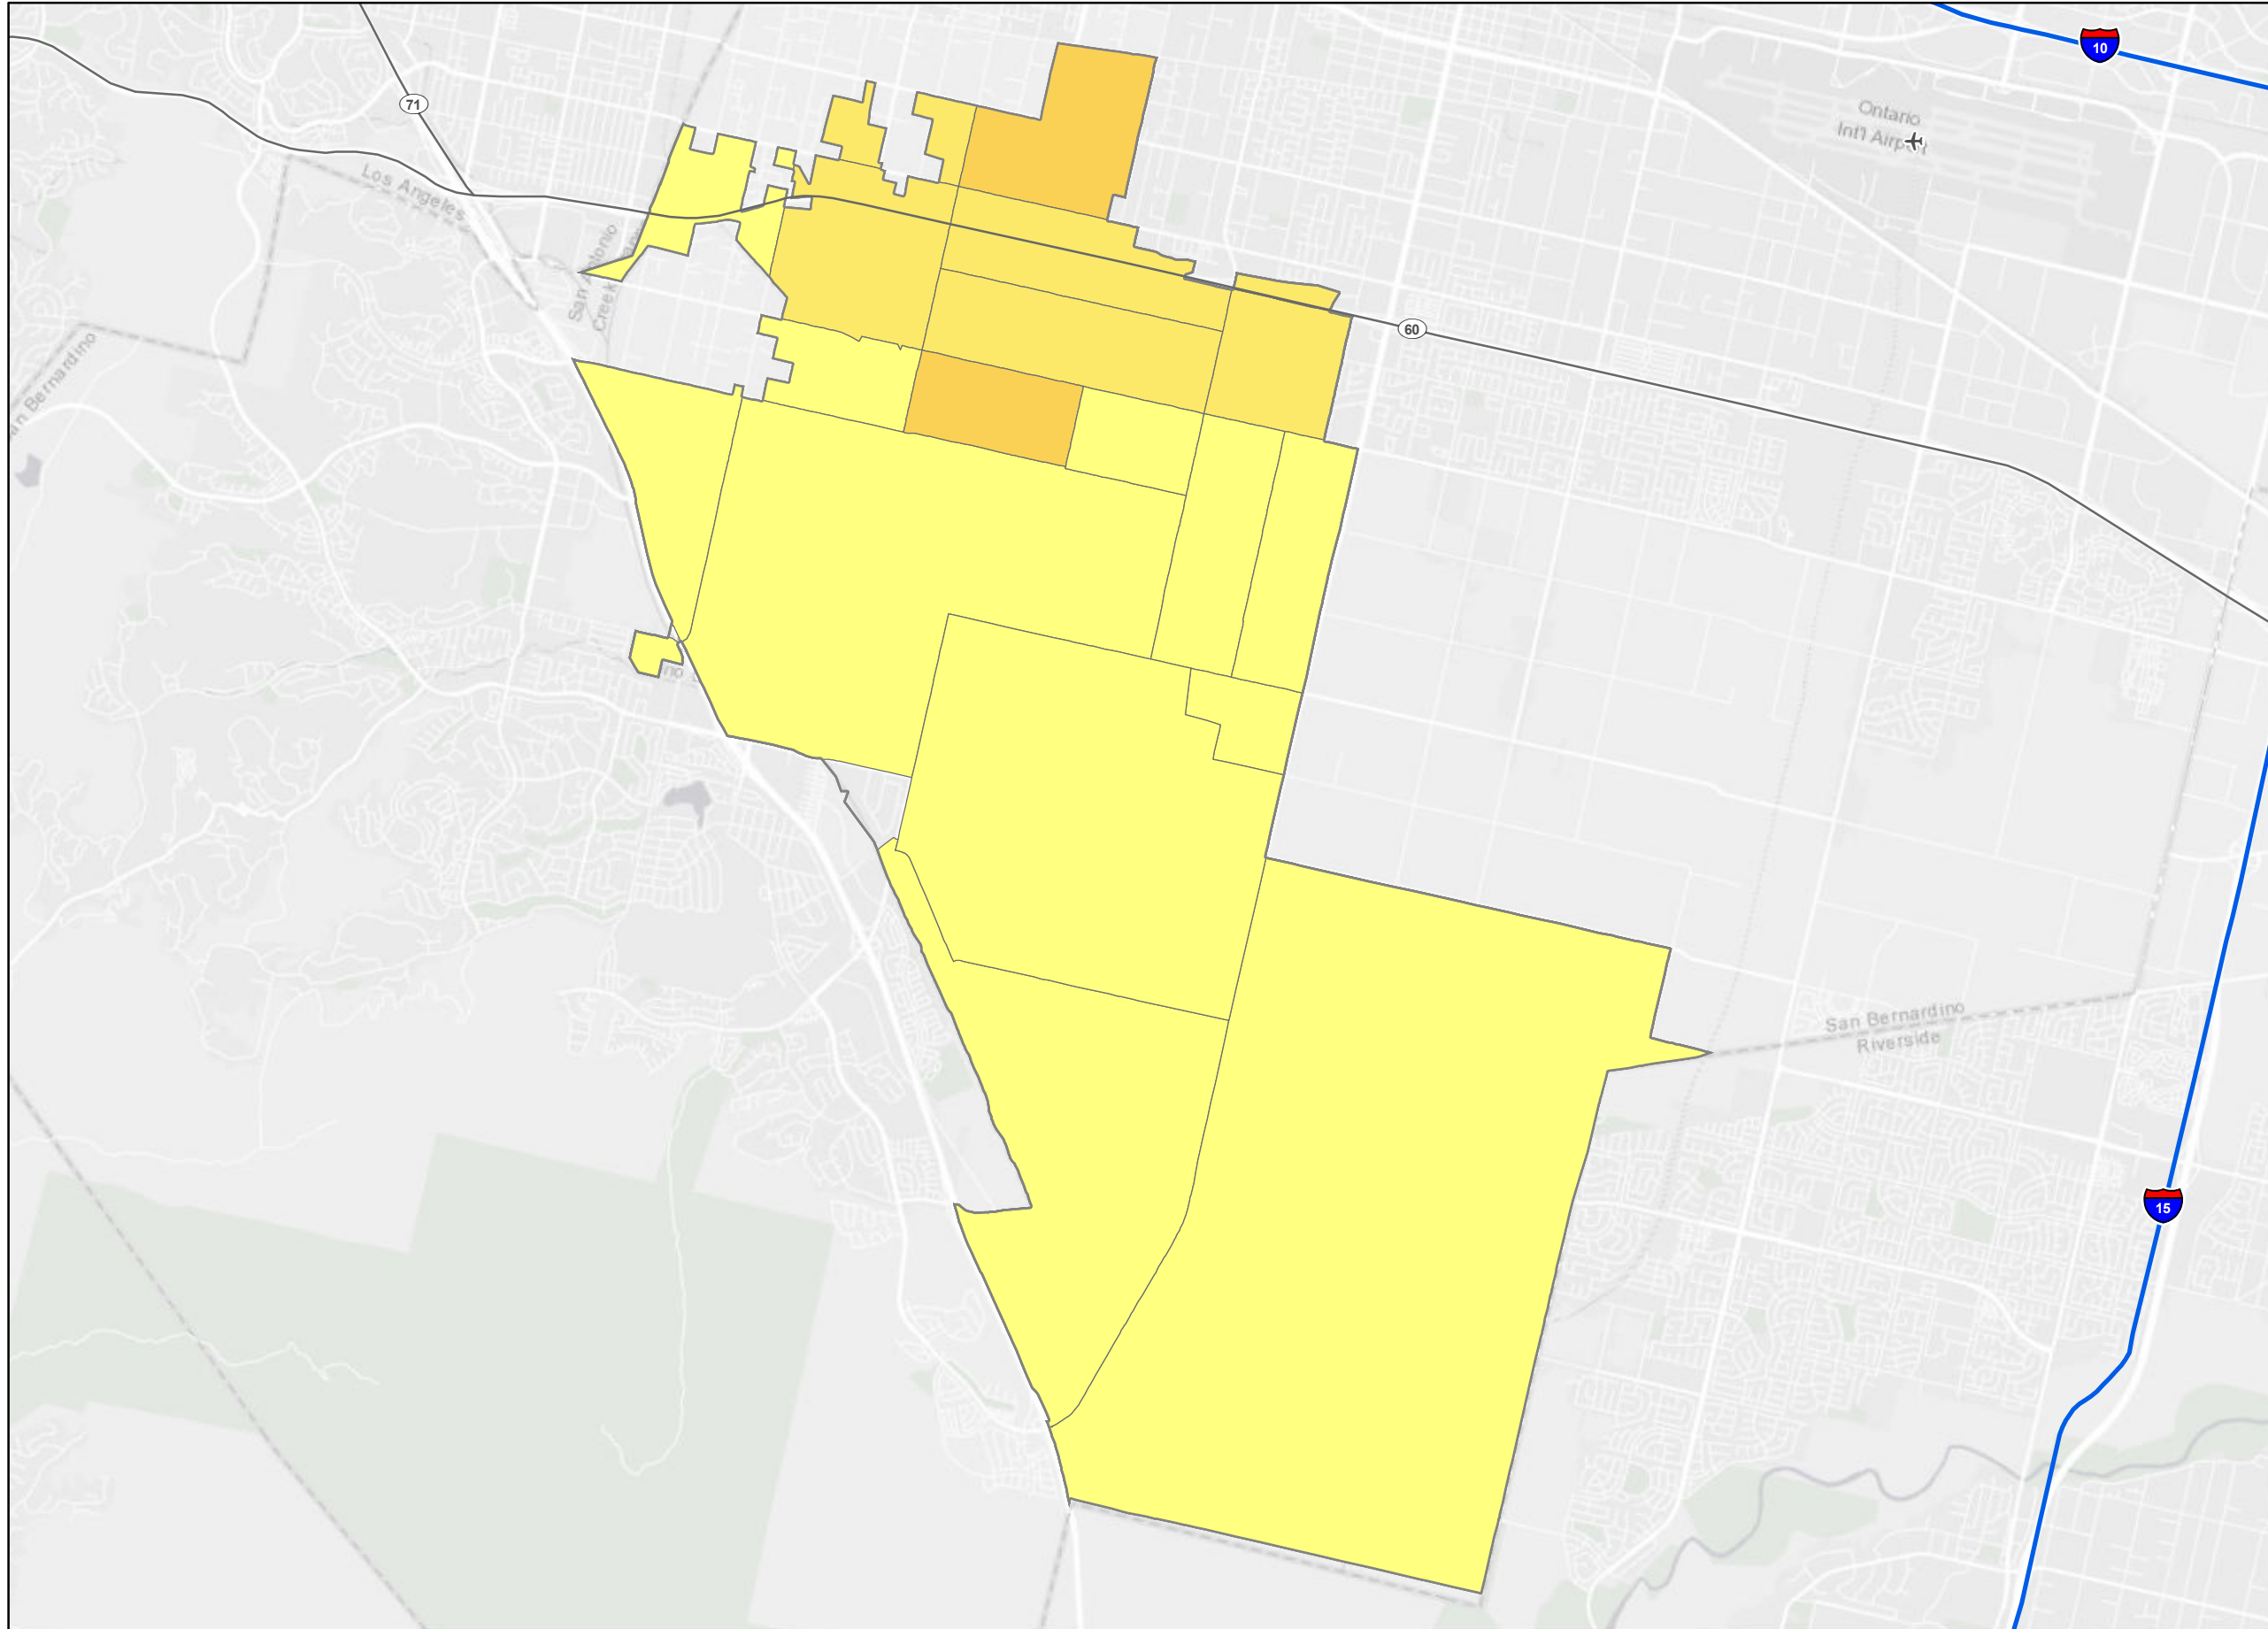 10
71
Ontario
Int'l Airport
Los Angeles
San Antonio
Creek
60
San Bernardino
San Bernardino
Riverside
15